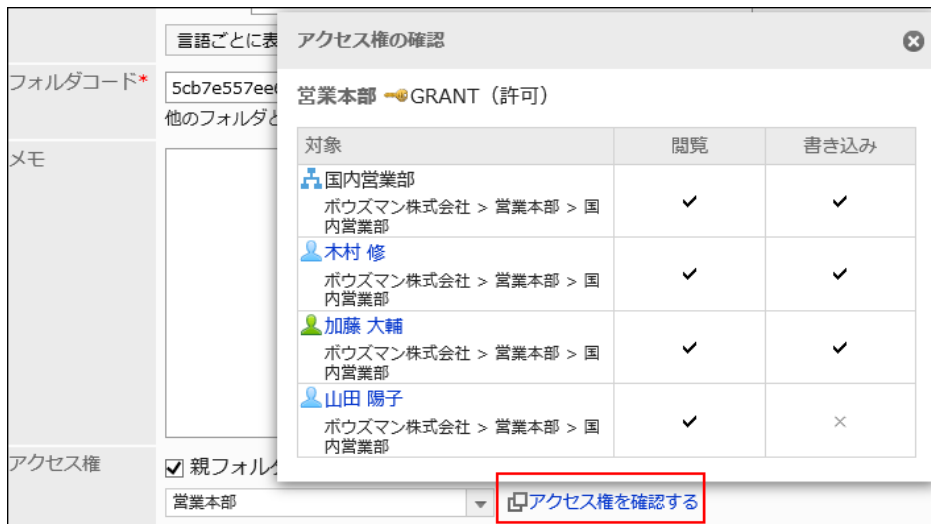 言語ごとに表
アクセス権の確認
フォルダコード*
5cb7e557ee
他のフォルダと
営業本部 GRANT（許可）
メモ
対象 閲覧 書き込み
国内営業部
ボウズマン株式会社 > 営業本部 > 国
内営業部
木村 修
ボウズマン株式会社 > 営業本部 > 国
内営業部
加藤 大輔
ボウズマン株式会社 > 営業本部 > 国
内営業部
山田 陽子
ボウズマン株式会社 > 営業本部 > 国
内営業部
アクセス権
親フォルダ
営業本部
アクセス権を確認する